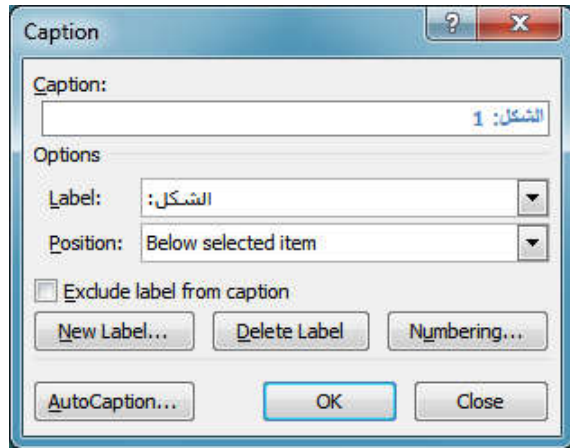 Caption
Caption:
الشكل: 1
Options
Label: الشكل:
Position: Below selected item
Exclude label from caption
New Label... Delete Label Numbering...
AutoCaption... OK Close